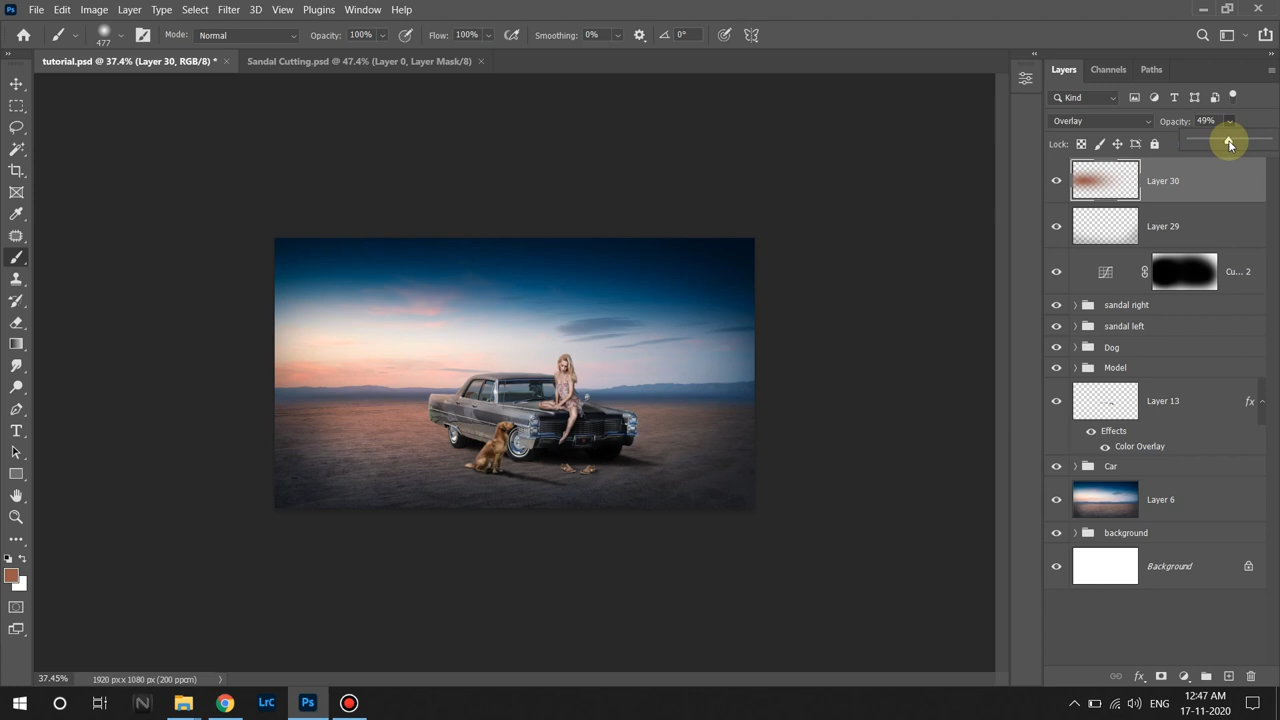 Ps File Edit Image Layer Type Select Filter 3D View Plugins Window Help
477 Mode: Normal Opacity: 100% Flow: 100% Smoothing: 0% 0°
tutorial.psd @ 37.4% (Layer 30, RGB/8) * × Sandal Cutting.psd @ 47.4% (Layer 0, Layer Mask/8) ×
Layers Channels Paths
Kind
Overlay Opacity: 49%
Lock:
Layer 30
Layer 29
Cu... 2
sandal right
sandal left
Dog
Model
Layer 13 fx
Effects
Color Overlay
Car
Layer 6
background
Background
37.45% 1920 px x 1080 px (200 ppcm)
fx
N LrC Ps ENG 12:47 AM
17-11-2020